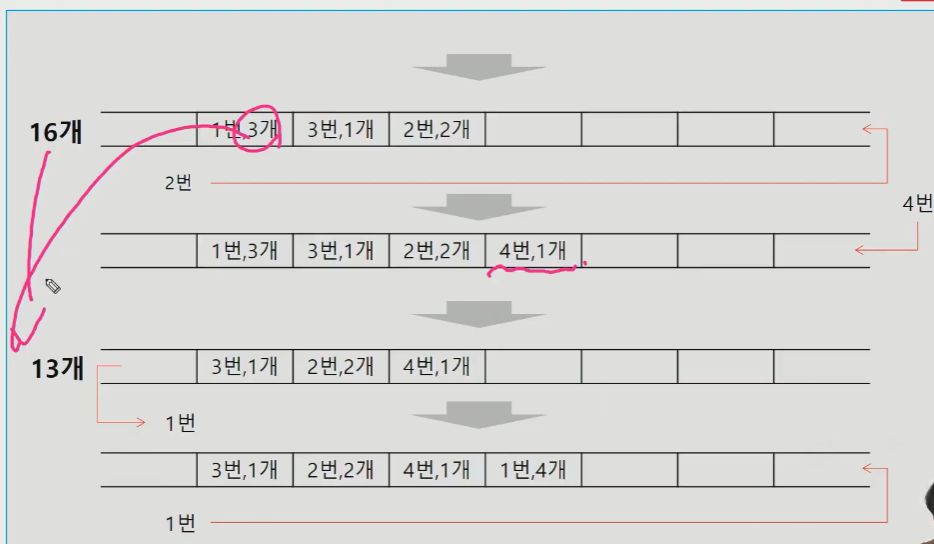 16개 1번,3개 3번,1개 2번,2개
2번
4번
1번,3개 3번,1개 2번,2개 4번,1개
13개 3번,1개 2번,2개 4번,1개
1번
3번,1개 2번,2개 4번,1개 1번,4개
1번